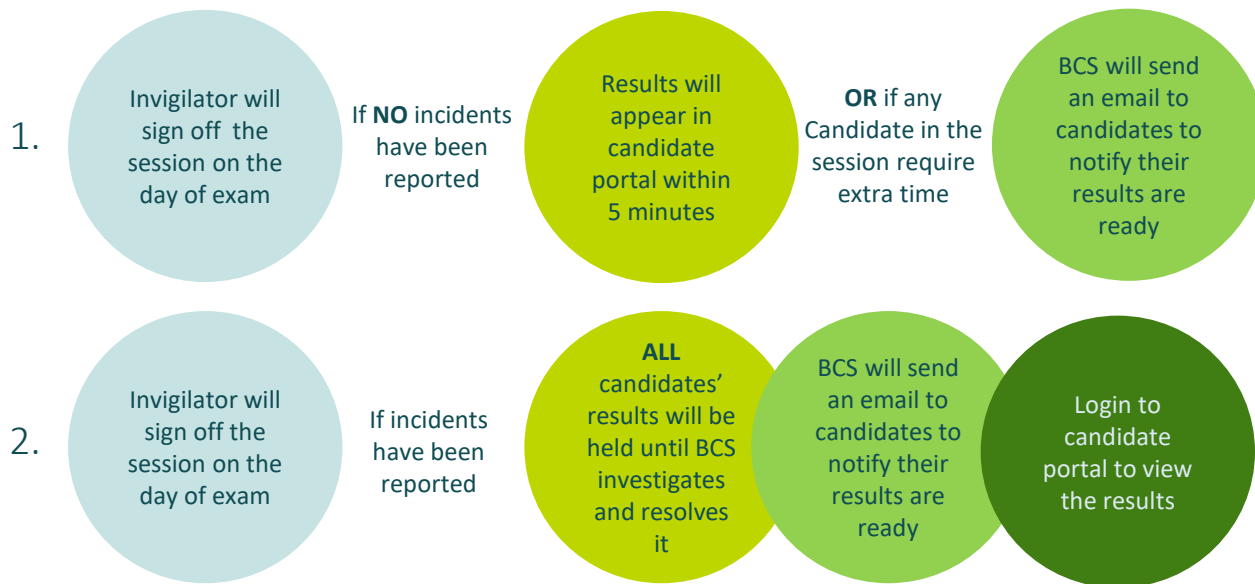 1.
Invigilator will
sign off  the
session on the
day of exam
If NO incidents
have been
reported
Results will
appear in
candidate
portal within
5 minutes
OR if any
Candidate in the
session require
extra time
BCS will send
an email to
candidates to
notify their
results are
ready
2.
Invigilator will
sign off the
session on the
day of exam
If incidents
have been
reported
ALL
candidates’
results will be
held until BCS
investigates
and resolves
it
BCS will send
an email to
candidates to
notify their
results are
ready
Login to
candidate
portal to view
the results